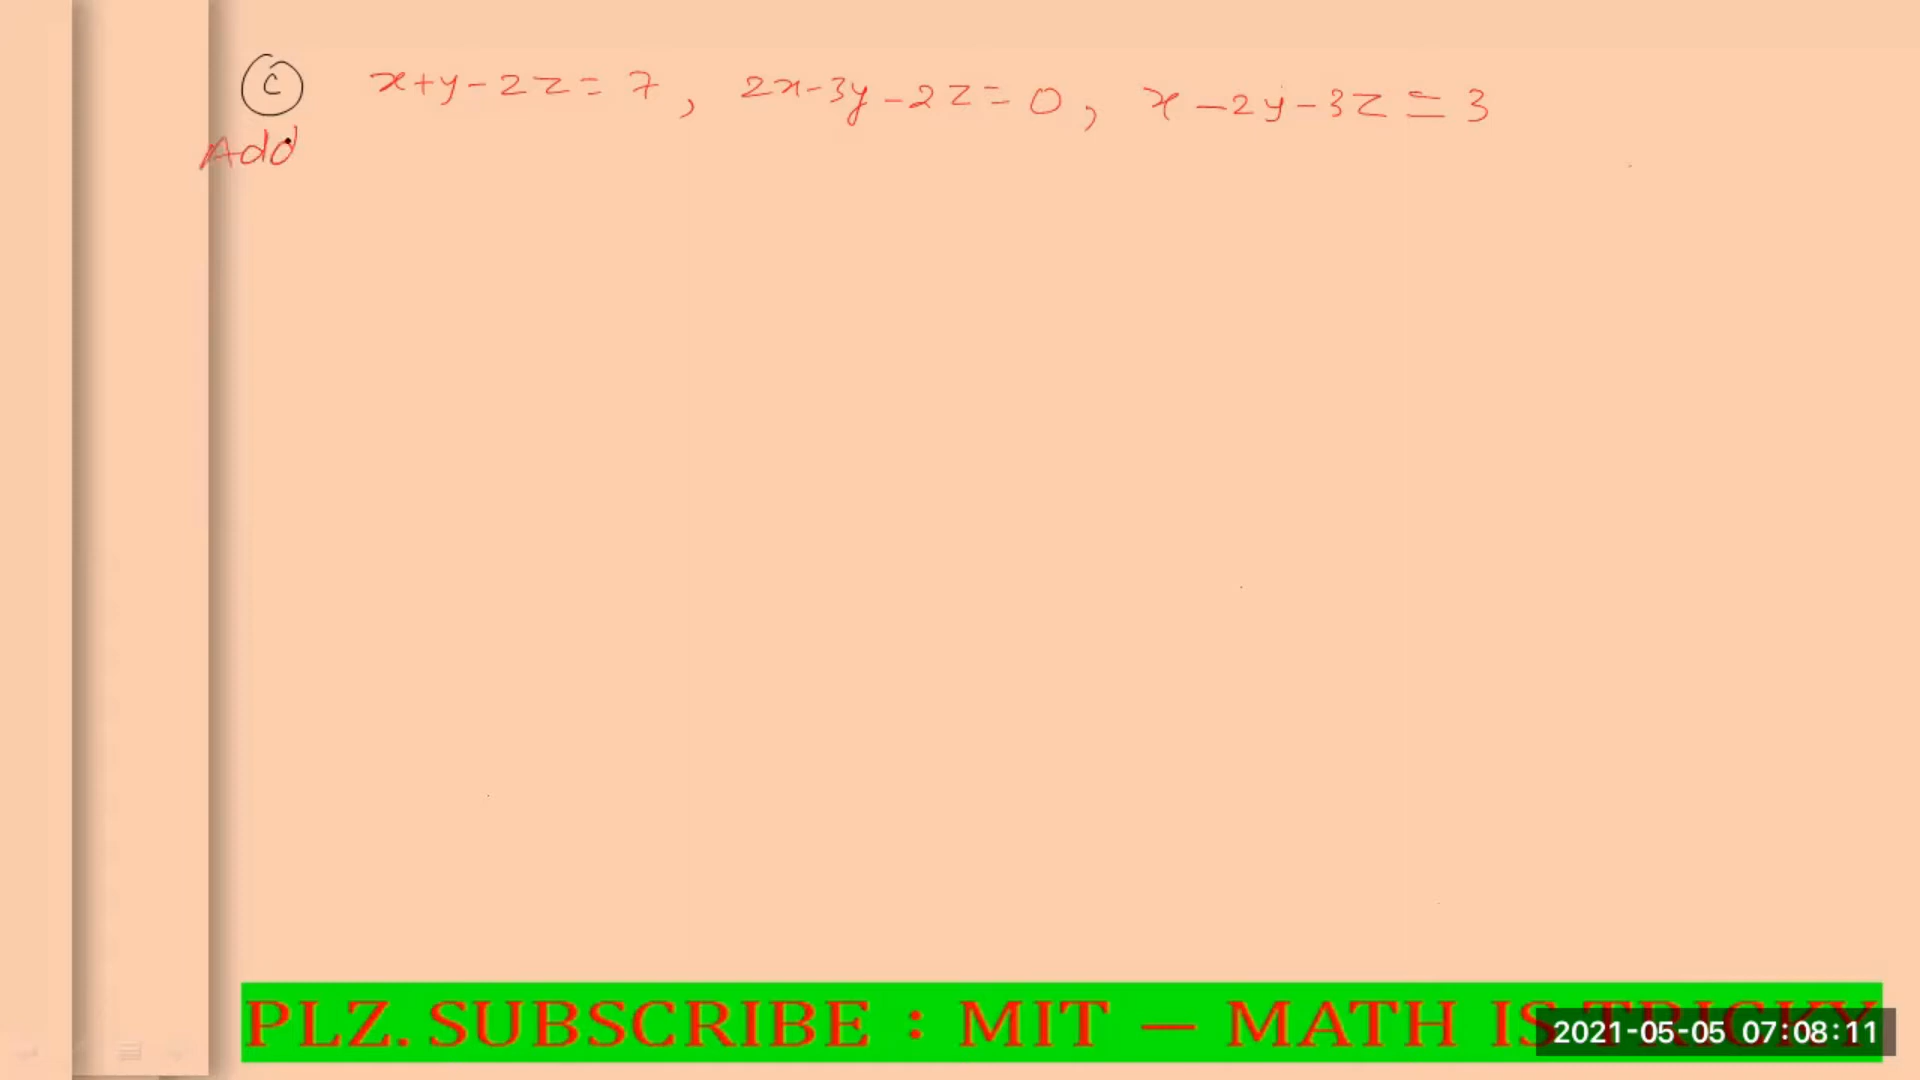 C x+y-2z=7, 2x-3y-2z=0, x-2y-3z=3
Add
PLZ. SUBSCRIBE : MIT – MATH IS TRICKY
2021-05-05 07:08:11